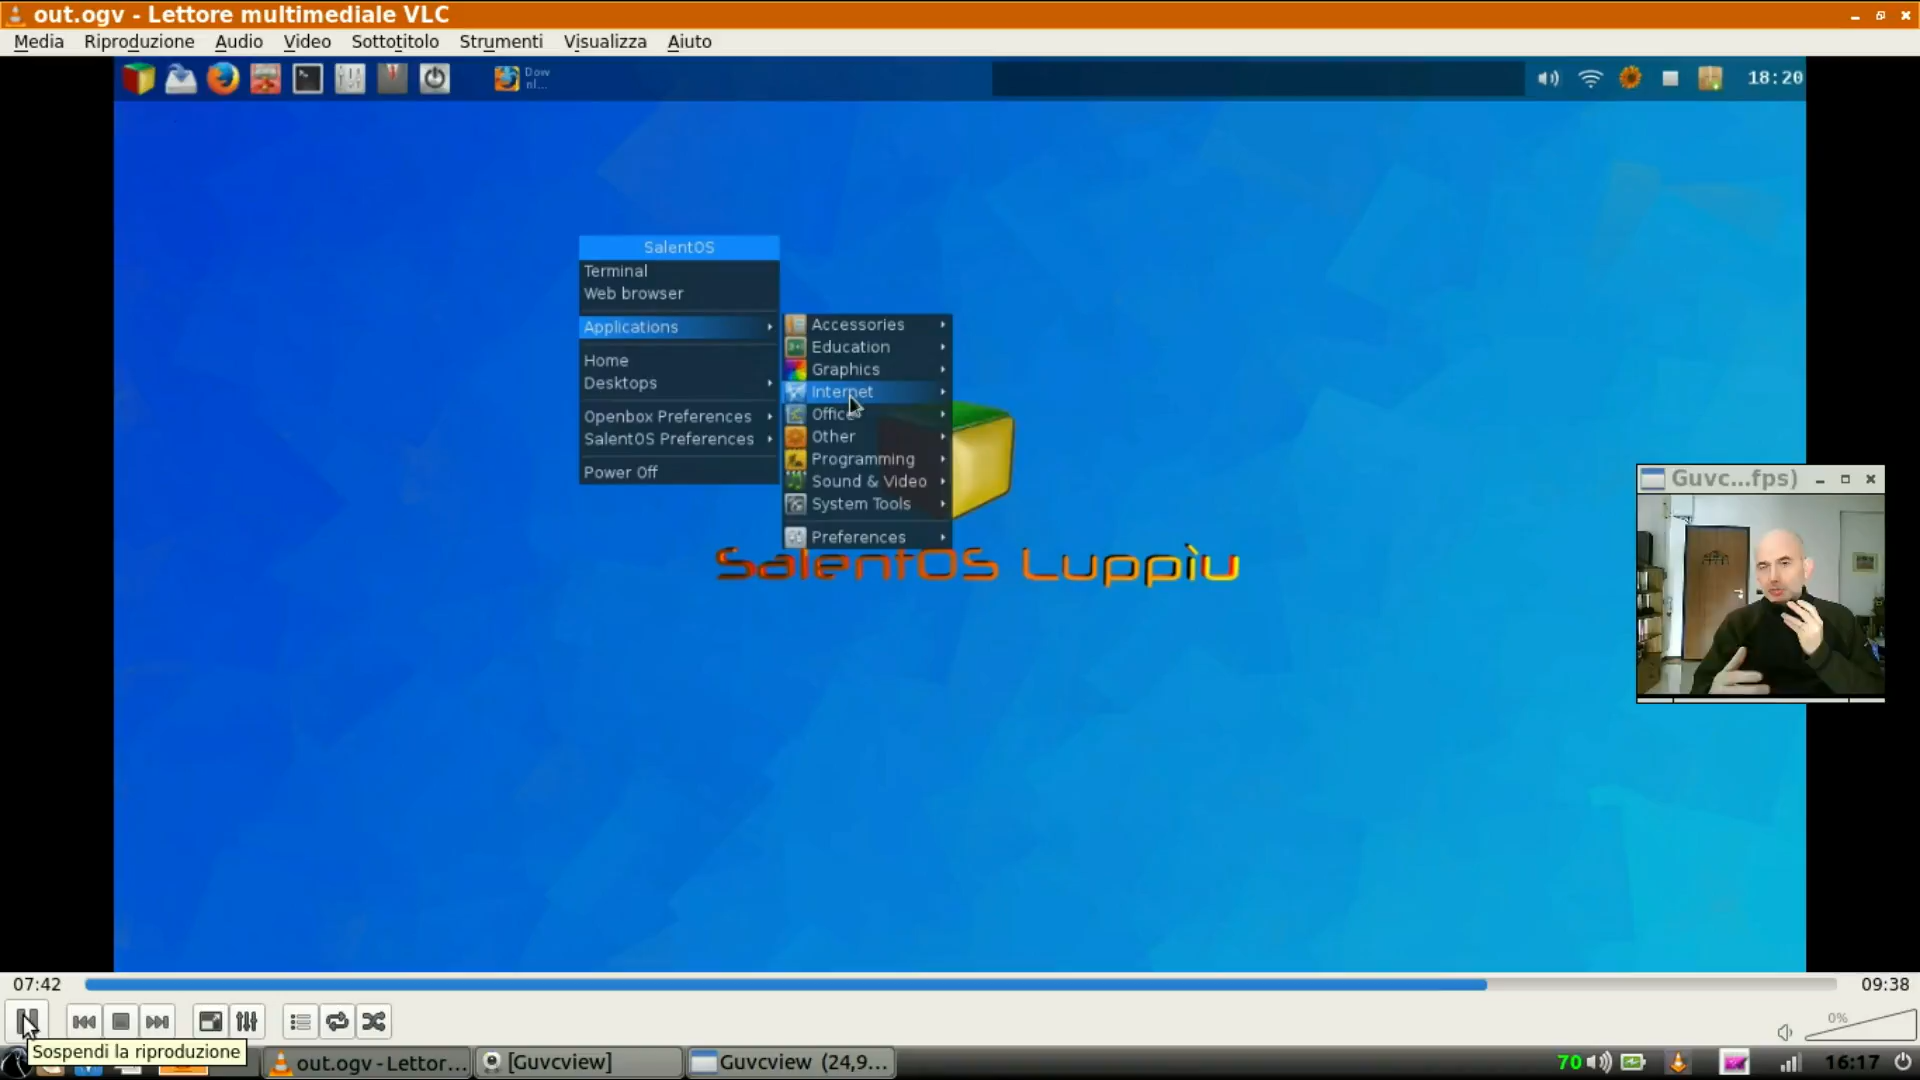 out.ogv - Lettore multimediale VLC
Media Riproduzione Audio Video Sottotitolo Strumenti Visualizza Aiuto
Dow
nl...
18:20
SalentOS
Terminal
Web browser
Applications
Home
Desktops
Openbox Preferences
SalentOS Preferences
Power Off
Accessories
Education
Graphics
Internet
Office
Other
Programming
Sound & Video
System Tools
Preferences
SalentOS Luppìu
Guvc...fps)
07:42
09:38
0%
Sospendi la riproduzione
out.ogv - Lettor...
[Guvcview]
Guvcview (24,9...
70
16:17